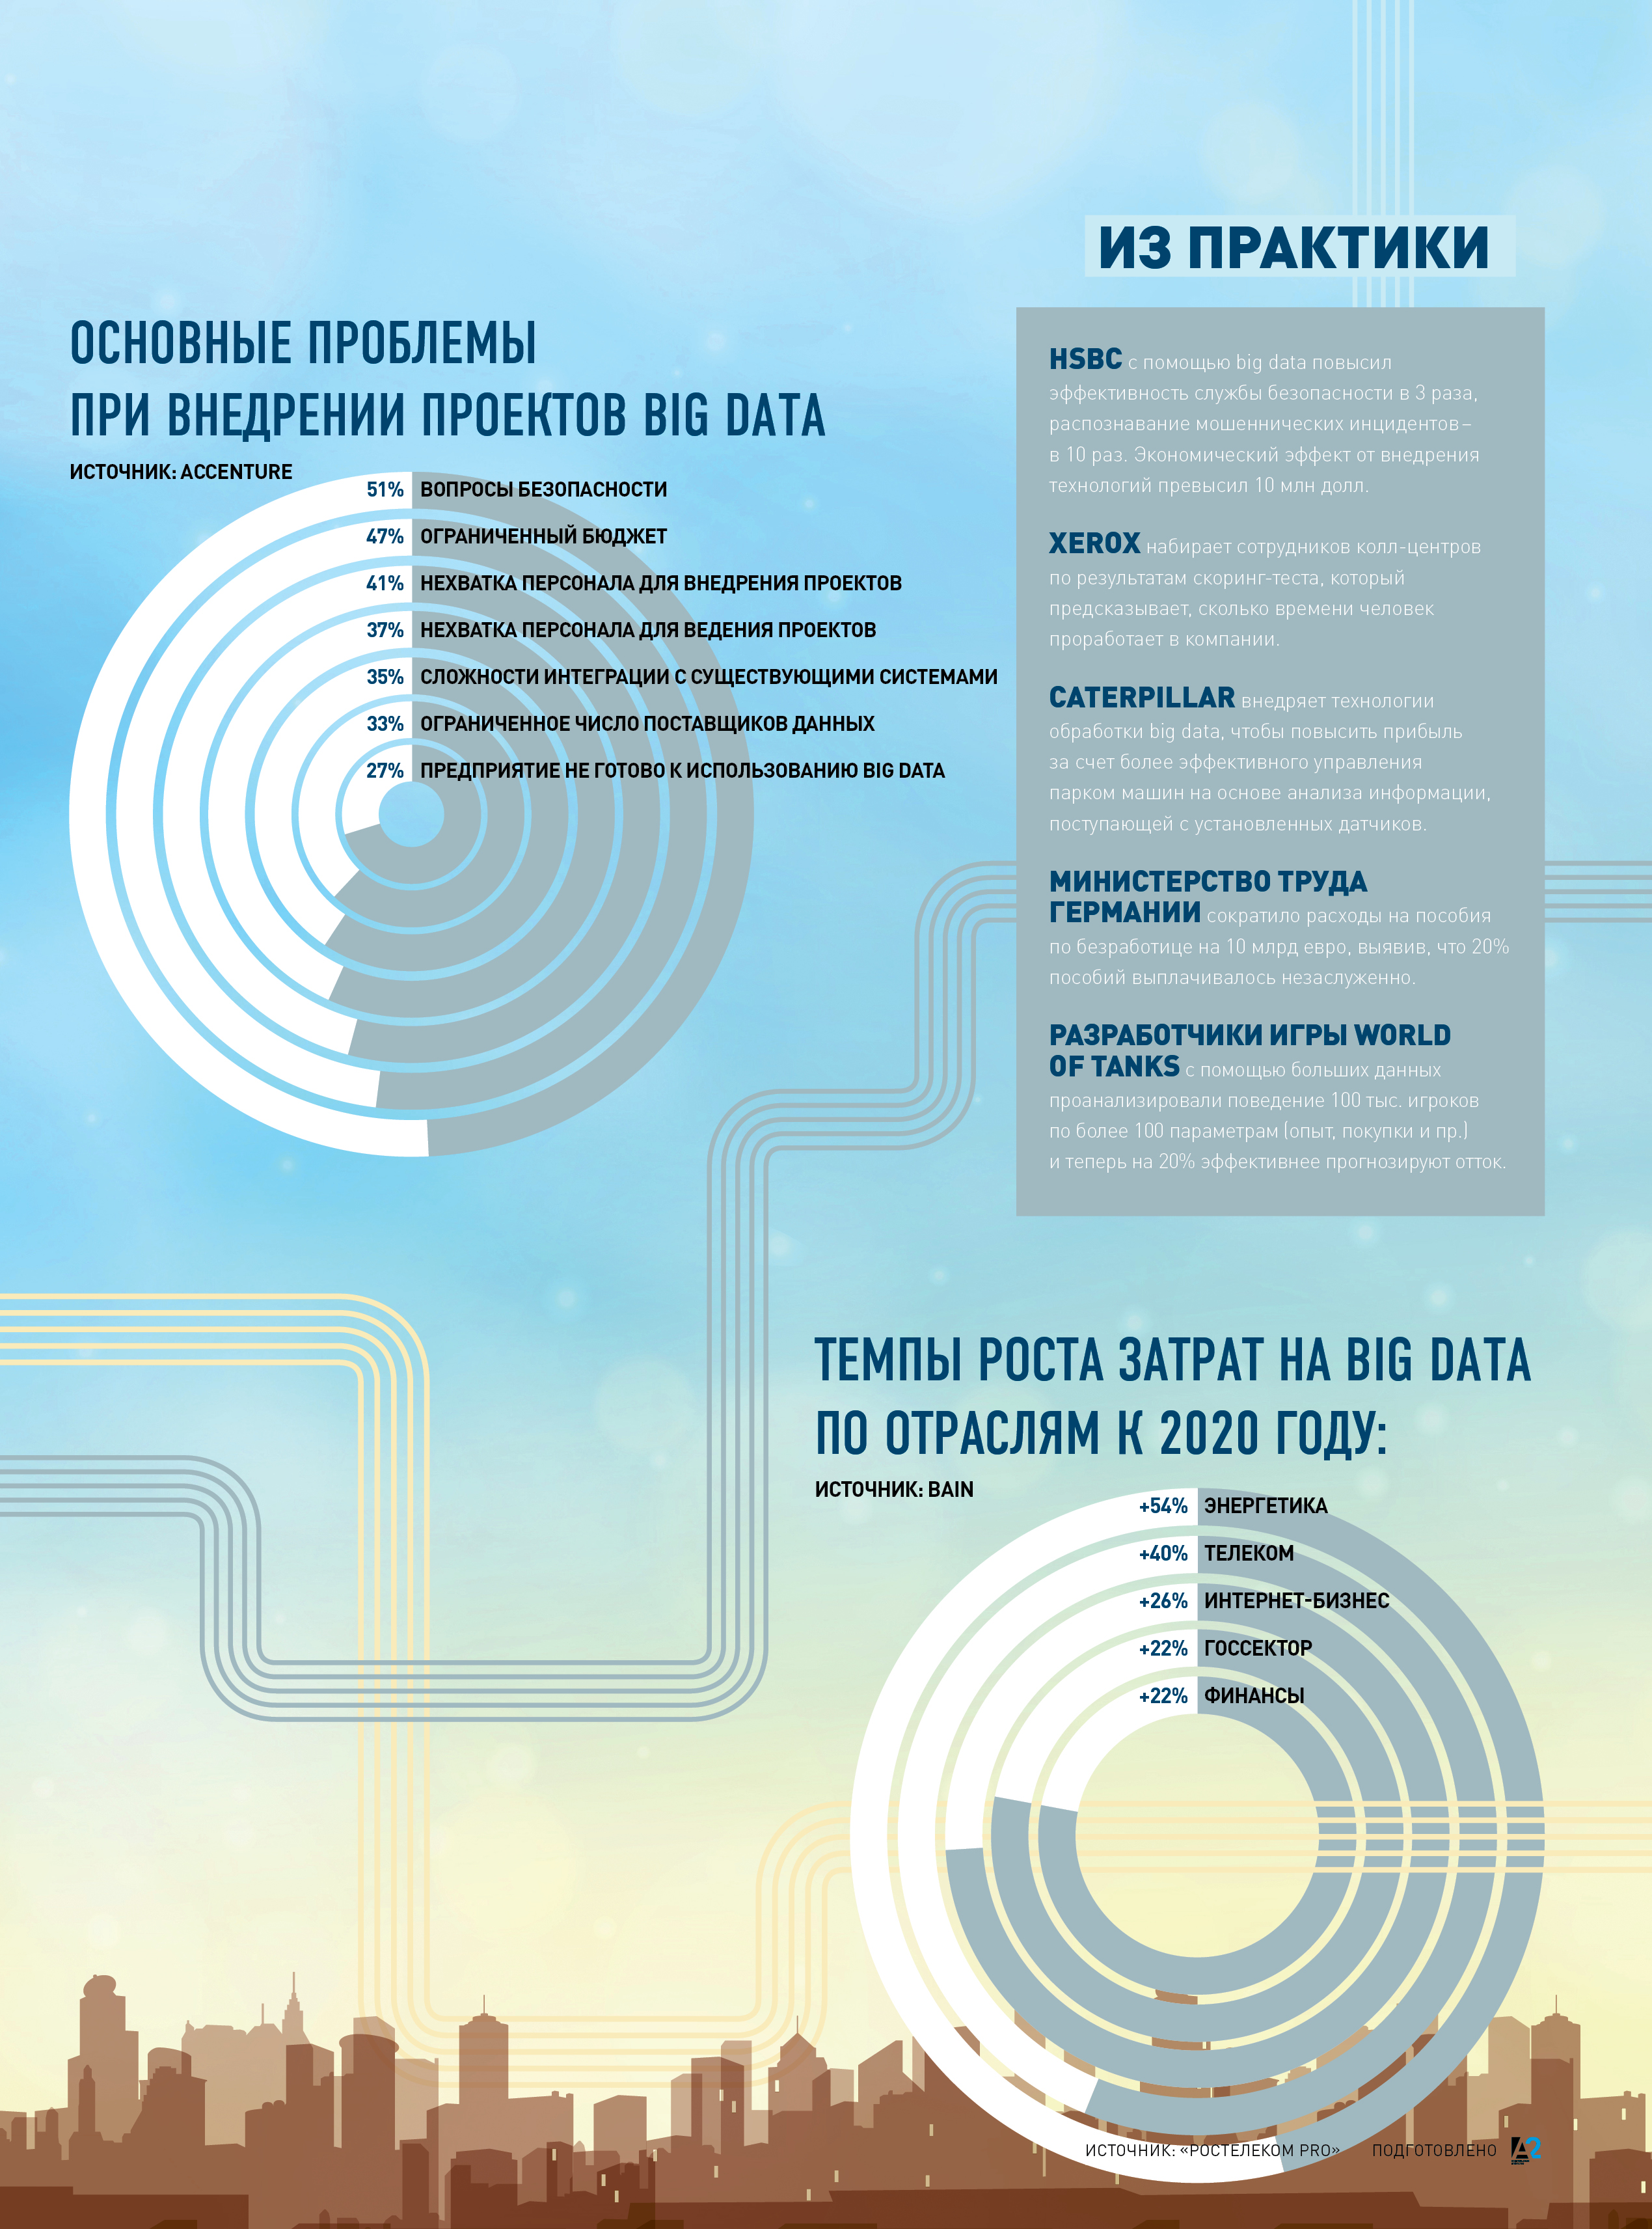 ИЗ ПРАКТИКИ
ОСНОВНЫЕ ПРОБЛЕМЫ
ПРИ ВНЕДРЕНИИ ПРОЕКТОВ BIG DATA
ИСТОЧНИК: ACCENTURE
51% ВОПРОСЫ БЕЗОПАСНОСТИ
47% ОГРАНИЧЕННЫЙ БЮДЖЕТ
41% НЕХВАТКА ПЕРСОНАЛА ДЛЯ ВНЕДРЕНИЯ ПРОЕКТОВ
37% НЕХВАТКА ПЕРСОНАЛА ДЛЯ ВЕДЕНИЯ ПРОЕКТОВ
35% СЛОЖНОСТИ ИНТЕГРАЦИИ С СУЩЕСТВУЮЩИМИ СИСТЕМАМИ
33% ОГРАНИЧЕННОЕ ЧИСЛО ПОСТАВЩИКОВ ДАННЫХ
27% ПРЕДПРИЯТИЕ НЕ ГОТОВО К ИСПОЛЬЗОВАНИЮ BIG DATA
HSBC с помощью big data повысил
эффективность службы безопасности в 3 раза,
распознавание мошеннических инцидентов –
в 10 раз. Экономический эффект от внедрения
технологий превысил 10 млн долл.
XEROX набирает сотрудников колл-центров
по результатам скоринг-теста, который
предсказывает, сколько времени человек
проработает в компании.
CATERPILLAR внедряет технологии
обработки big data, чтобы повысить прибыль
за счет более эффективного управления
парком машин на основе анализа информации,
поступающей с установленных датчиков.
МИНИСТЕРСТВО ТРУДА
ГЕРМАНИИ сократило расходы на пособия
по безработице на 10 млрд евро, выявив, что 20%
пособий выплачивалось незаслуженно.
РАЗРАБОТЧИКИ ИГРЫ WORLD
OF TANKS с помощью больших данных
проанализировали поведение 100 тыс. игроков
по более 100 параметрам (опыт, покупки и пр.)
и теперь на 20% эффективнее прогнозируют отток.
ТЕМПЫ РОСТА ЗАТРАТ НА BIG DATA
ПО ОТРАСЛЯМ К 2020 ГОДУ:
ИСТОЧНИК: BAIN
+54% ЭНЕРГЕТИКА
+40% ТЕЛЕКОМ
+26% ИНТЕРНЕТ-БИЗНЕС
+22% ГОССЕКТОР
+22% ФИНАНСЫ
ИСТОЧНИК: «РОСТЕЛЕКОМ PRO» ПОДГОТОВЛЕНО А2